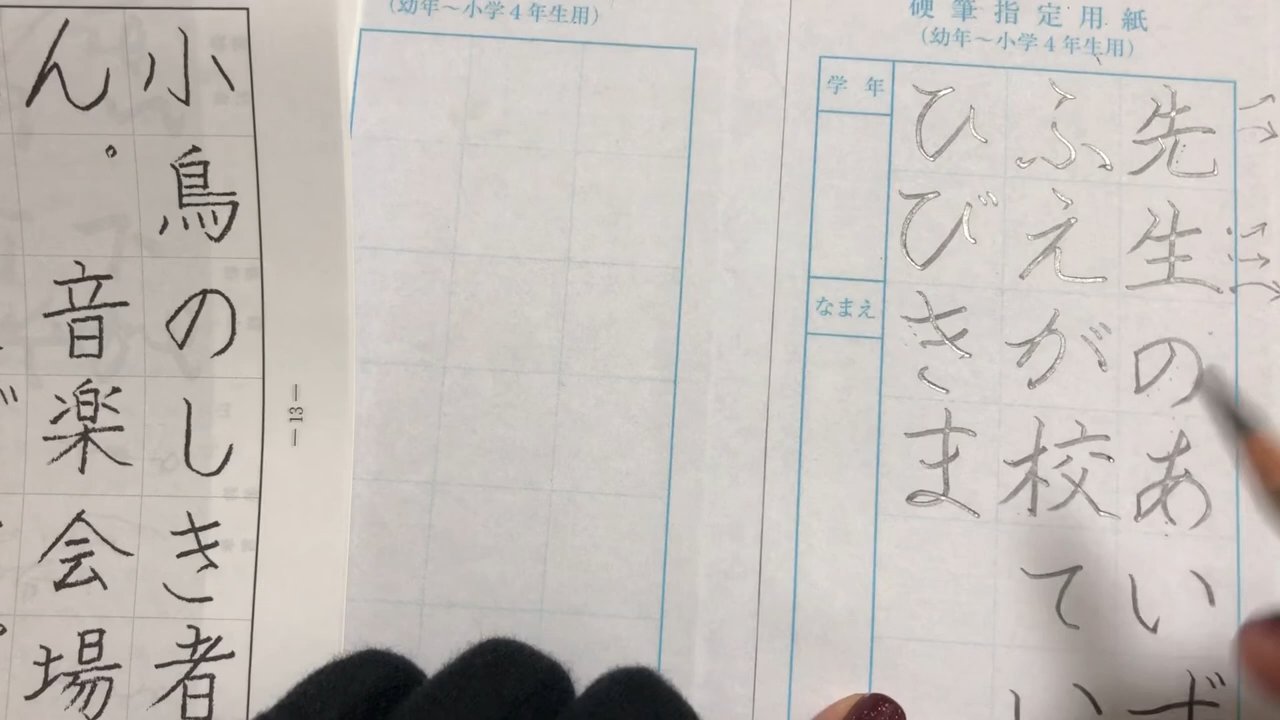 硬筆指定用紙
(幼年〜小学4年生用)
先生のあいず
ふえが校てい
ひびきま
学年
なまえ
(幼年〜小学4年生用)
—13—
小鳥のしき者
ん。音楽会場